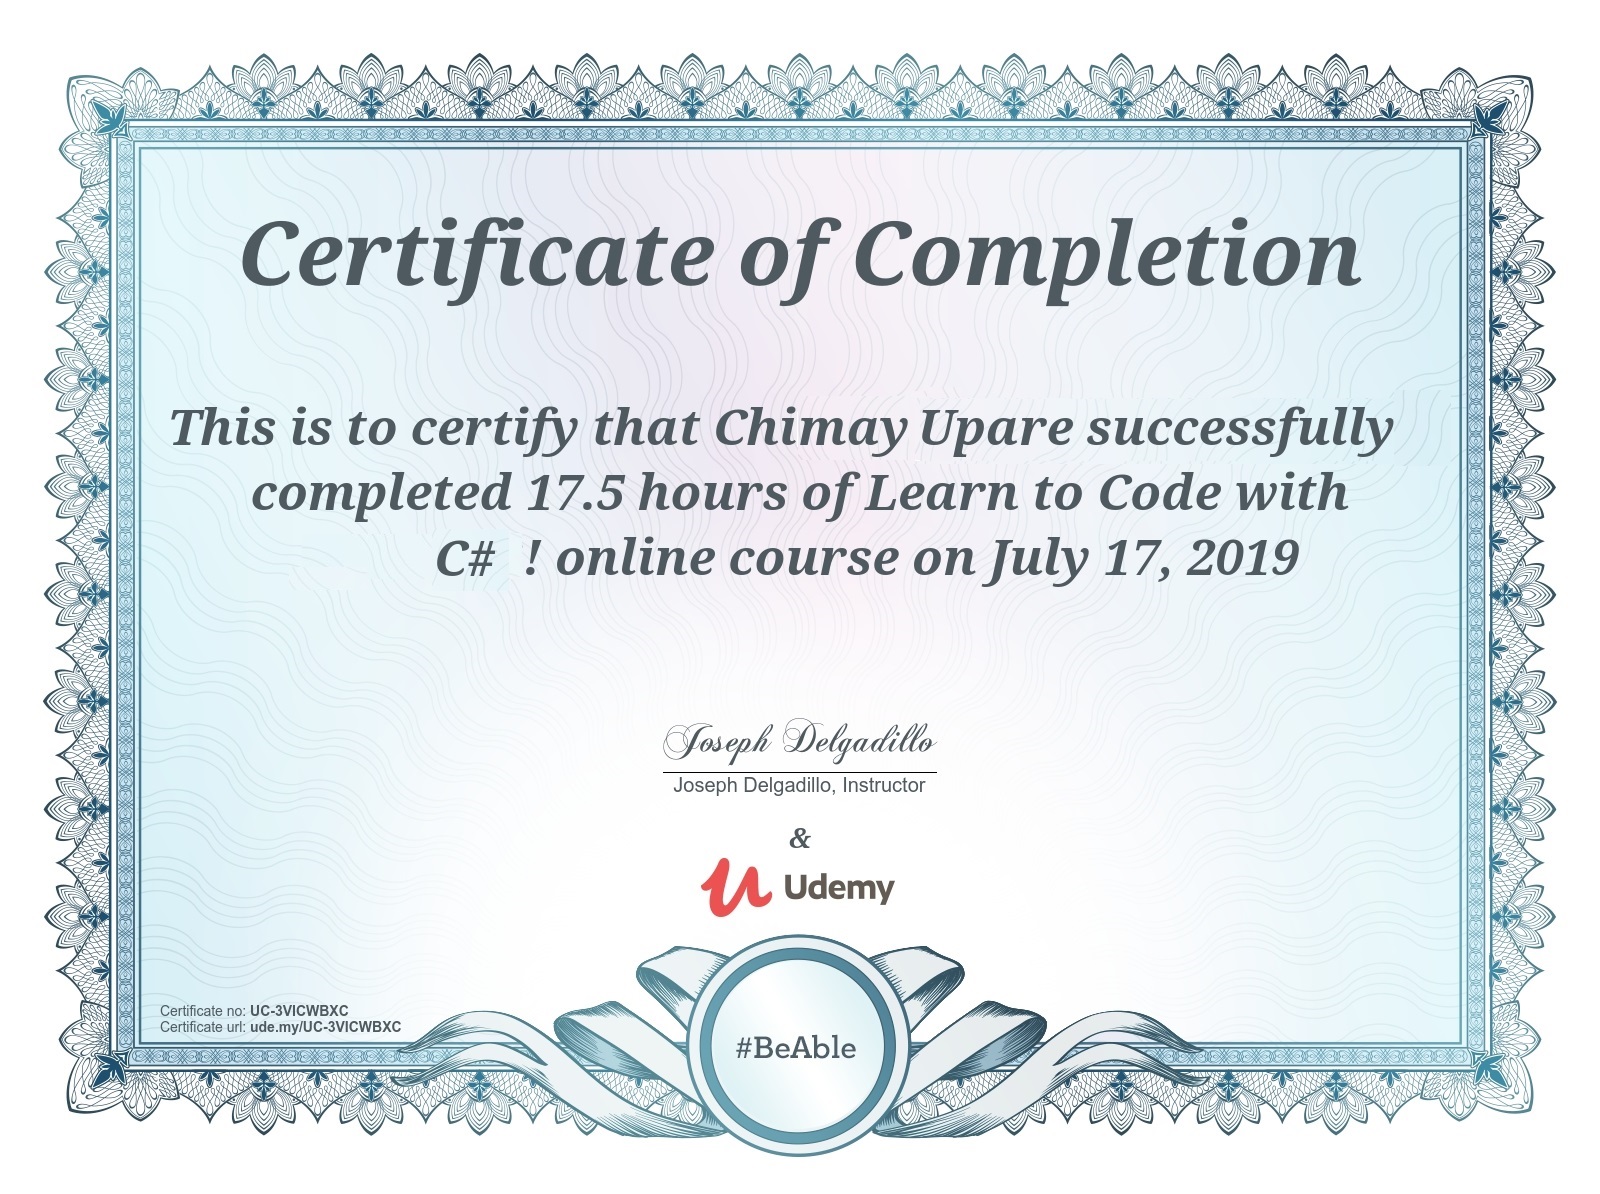 Certificate of Completion
This is to certify that Chimay Upare successfully
completed 17.5 hours of Learn to Code with
C# ! online course on July 17, 2019
Joseph Delgadillo
Joseph Delgadillo, Instructor
&
Udemy
Certificate no: UC-3VICWBXC
Certificate url: ude.my/UC-3VICWBXC
#BeAble